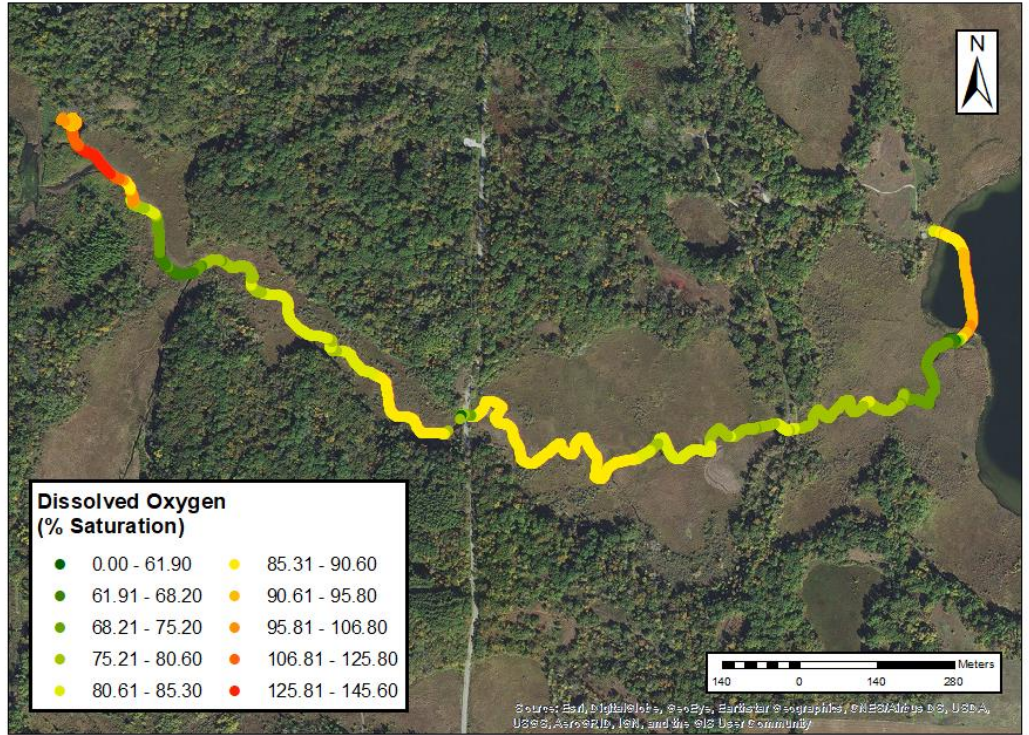 N
Dissolved Oxygen
(% Saturation)
0.00 - 61.90
61.91 - 68.20
68.21 - 75.20
75.21 - 80.60
80.61 - 85.30
85.31 - 90.60
90.61 - 95.80
95.81 - 106.80
106.81 - 125.80
125.81 - 145.60
Meters
140 0 140 280
Source: Esri, DigitalGlobe, GeoEye, Earthstar Geographics, CNES/Airbus DS, USDA,
USGS, AeroGRID, IGN, and the GIS User Community